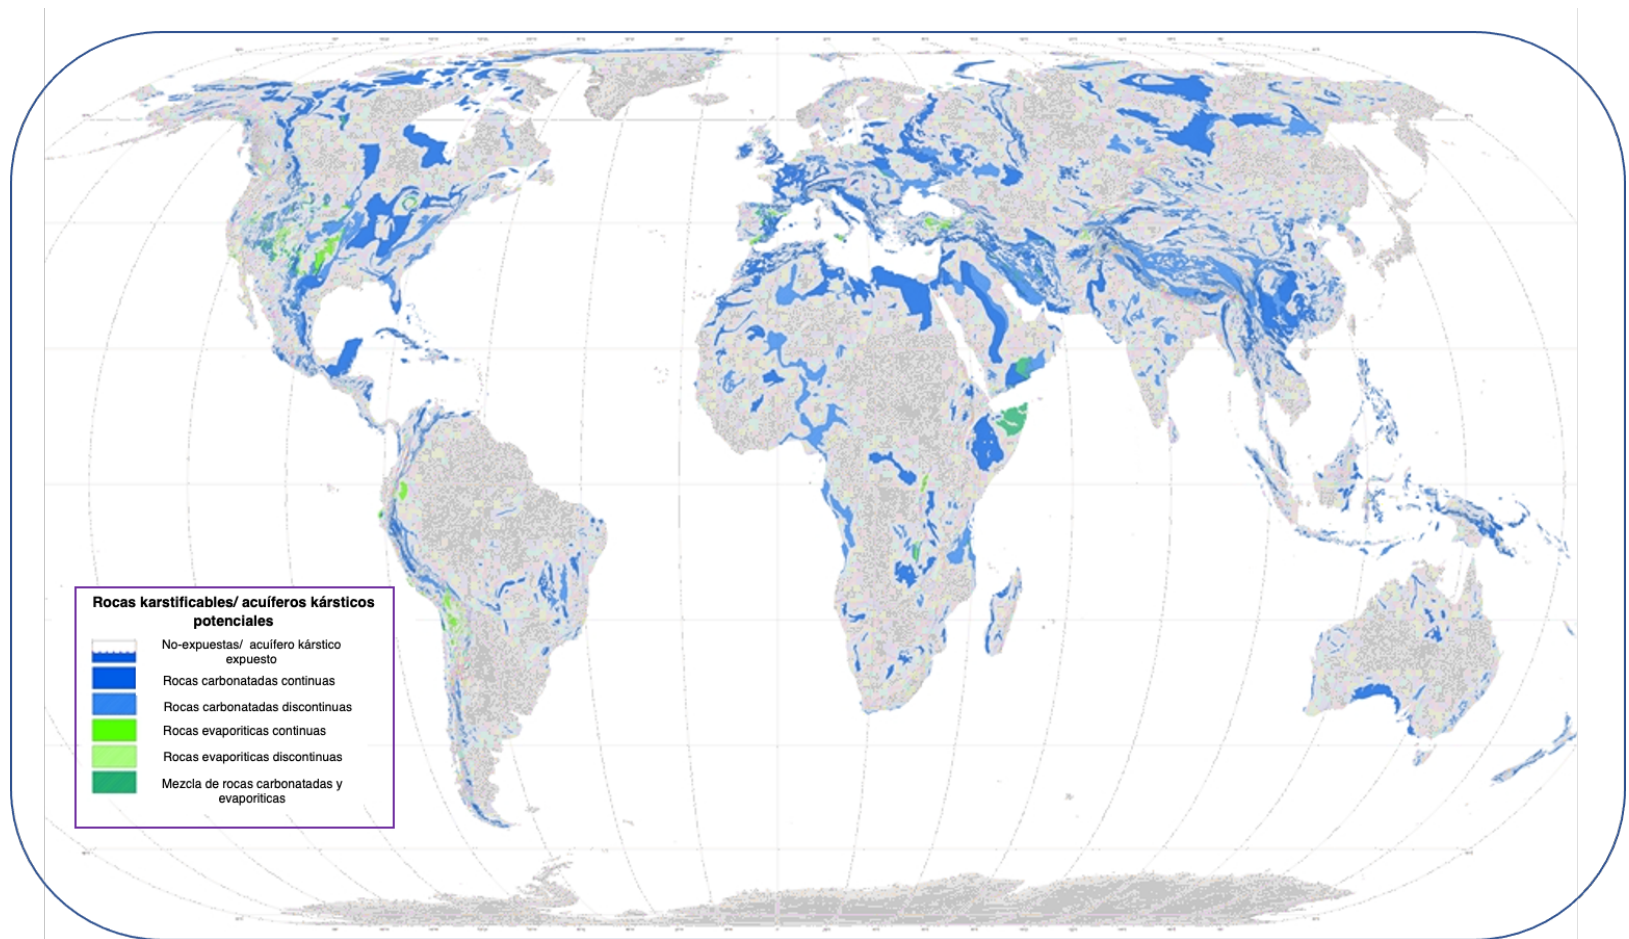 Rocas karstificables/ acuíferos kársticos
potenciales
No-expuestas/ acuífero kárstico
expuesto
Rocas carbonatadas continuas
Rocas carbonatadas discontinuas
Rocas evaporiticas continuas
Rocas evaporiticas discontinuas
Mezcla de rocas carbonatadas y
evaporiticas